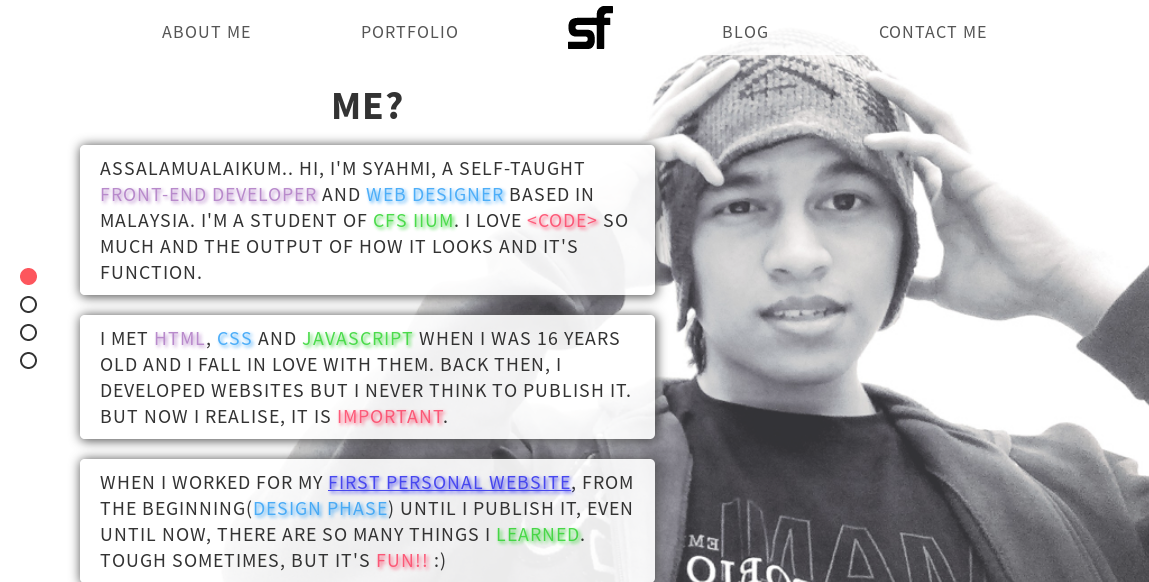 ABOUT ME PORTFOLIO sf BLOG CONTACT ME
ME?
ASSALAMUALAIKUM.. HI, I'M SYAHMI, A SELF-TAUGHT
FRONT-END DEVELOPER AND WEB DESIGNER BASED IN
MALAYSIA. I'M A STUDENT OF CFS IIUM. I LOVE <CODE> SO
MUCH AND THE OUTPUT OF HOW IT LOOKS AND IT'S
FUNCTION.
I MET HTML, CSS AND JAVASCRIPT WHEN I WAS 16 YEARS
OLD AND I FALL IN LOVE WITH THEM. BACK THEN, I
DEVELOPED WEBSITES BUT I NEVER THINK TO PUBLISH IT.
BUT NOW I REALISE, IT IS IMPORTANT.
WHEN I WORKED FOR MY FIRST PERSONAL WEBSITE, FROM
THE BEGINNING(DESIGN PHASE) UNTIL I PUBLISH IT, EVEN
UNTIL NOW, THERE ARE SO MANY THINGS I LEARNED.
TOUGH SOMETIMES, BUT IT'S FUN!! :)